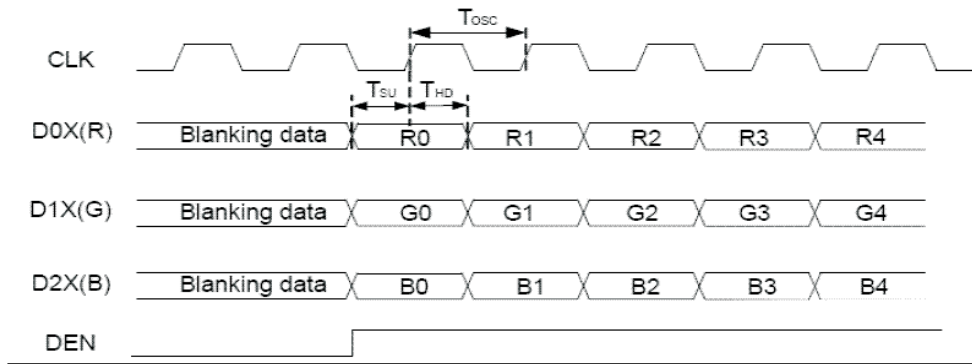 Tosc
CLK
TSU THD
D0X(R) Blanking data R0 R1 R2 R3 R4
D1X(G) Blanking data G0 G1 G2 G3 G4
D2X(B) Blanking data B0 B1 B2 B3 B4
DEN